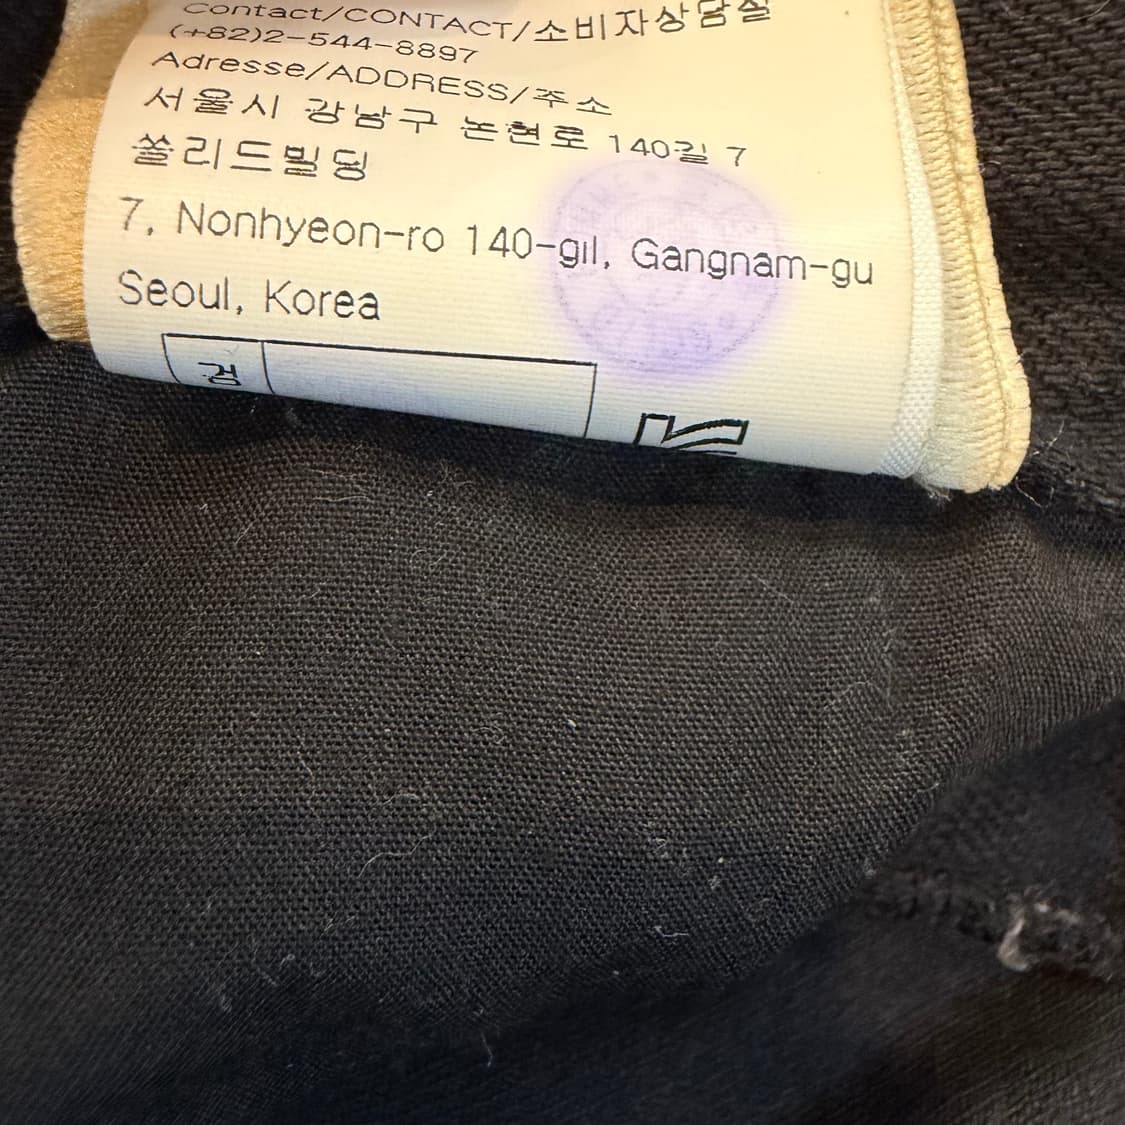 Contact/CONTACT/소비자상담실
(+82)2-544-8897
Adresse/ADDRESS/주소
서울시 강남구 논현로 140길 7
쏠리드빌딩
7, Nonhyeon-ro 140-gil, Gangnam-gu
Seoul, Korea
검